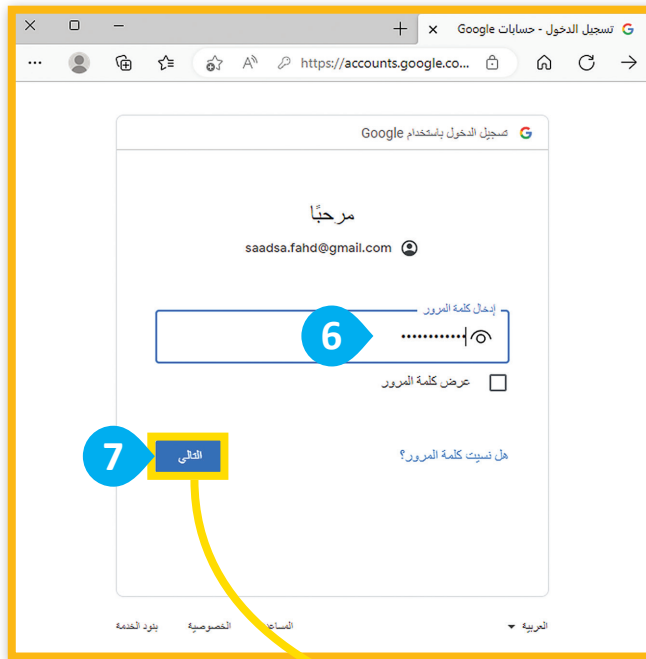 تسجيل الدخول - حسابات Google
https://accounts.google.co...
تسجيل الدخول باستخدام Google
مرحبًا
saadsa.fahd@gmail.com
إدخال كلمة المرور
6
عرض كلمة المرور
هل نسيت كلمة المرور؟
التالي
7
العربية
الخصوصية
بنود الخدمة